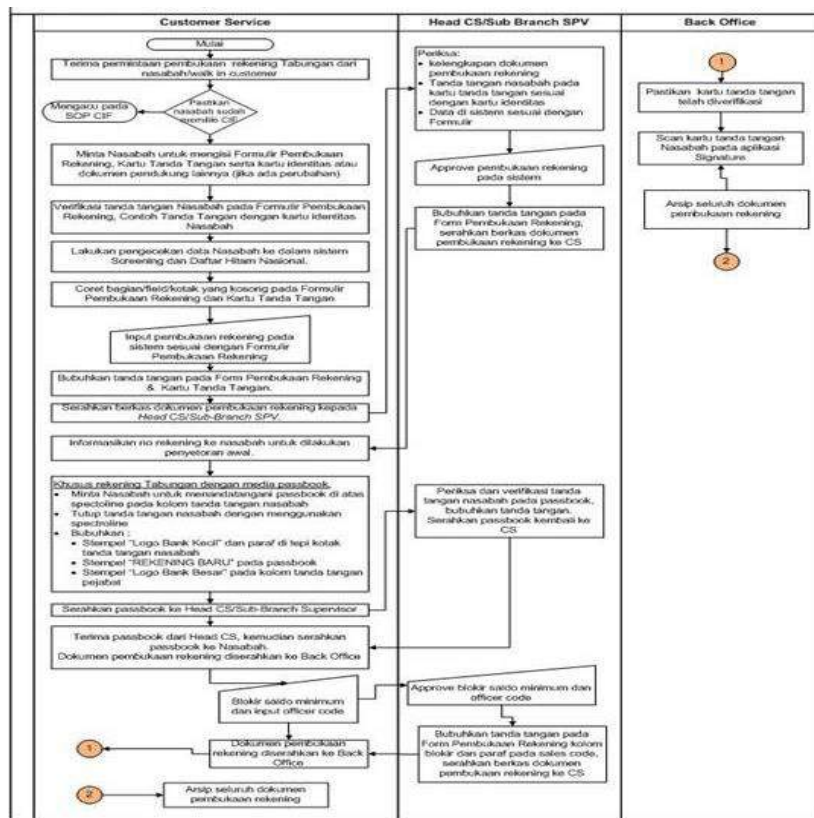 Customer Service
Head CS/Sub Branch SPV
Back Office
Mulai
Terima permintaan pembukaan rekening Tabungan dari
nasabah/walk in customer
Pastikan
nasabah sudah
memiliki CIF
Mengacu pada
SOP CIF
Minta Nasabah untuk mengisi Formulir Pembukaan
Rekening, Kartu Tanda Tangan serta kartu identitas atau
dokumen pendukung lainnya (jika ada perubahan)
Verifikasi tanda tangan Nasabah pada Formulir Pembukaan
Rekening, Contoh Tanda Tangan dengan kartu identitas
Nasabah
Lakukan pengecekan data Nasabah ke dalam sistem
Screening dan Daftar Hitam Nasional.
Coret bagian/field/kotak yang kosong pada Formulir
Pembukaan Rekening dan Kartu Tanda Tangan
Input pembukaan rekening pada
sistem sesuai dengan Formulir
Pembukaan Rekening
Bubuhkan tanda tangan pada Form Pembukaan Rekening
& Kartu Tanda Tangan.
Serahkan berkas dokumen pembukaan rekening kepada
Head CS/Sub-Branch SPV.
Informasikan no rekening ke nasabah untuk dilakukan
penyetoran awal.
Khusus rekening Tabungan dengan media passbook.
• Minta Nasabah untuk menandatangani passbook di atas
spectoline pada kolom tanda tangan nasabah
• Tutup tanda tangan nasabah dengan menggunakan
spectroline
• Bubuhkan :
• Stempel "Logo Bank Kecil" dan paraf di tepi kotak
tanda tangan nasabah
• Stempel "REKENING BARU" pada passbook
• Stempel "Logo Bank Besar" pada kolom tanda tangan
pejabat
Serahkan passbook ke Head CS/Sub-Branch Supervisor
Terima passbook dari Head CS, kemudian serahkan
passbook ke Nasabah.
Dokumen pembukaan rekening diserahkan ke Back Office
Blokir saldo minimum
dan input officer code
Dokumen pembukaan
rekening diserahkan ke Back
Office
1
2
Arsip seluruh dokumen
pembukaan rekening
Periksa:
• kelengkapan dokumen
pembukaan rekening
• Tanda tangan nasabah pada
kartu tanda tangan sesuai
dengan kartu identitas
• Data di sistem sesuai dengan
Formulir
Approve pembukaan rekening
pada sistem
Bubuhkan tanda tangan pada
Form Pembukaan Rekening,
serahkan berkas dokumen
pembukaan rekening ke CS
Periksa dan verifikasi tanda
tangan nasabah pada passbook,
bubuhkan tanda tangan.
Serahkan passbook kembali ke
CS
Approve blokir saldo minimum dan
officer code
Bubuhkan tanda tangan pada
Form Pembukaan Rekening kolom
blokir dan paraf pada sales code,
serahkan berkas dokumen
pembukaan rekening ke CS
1
Pastikan kartu tanda tangan
telah diverifikasi
Scan kartu tanda tangan
Nasabah pada aplikasi
Signature
Arsip seluruh dokumen
pembukaan rekening
2